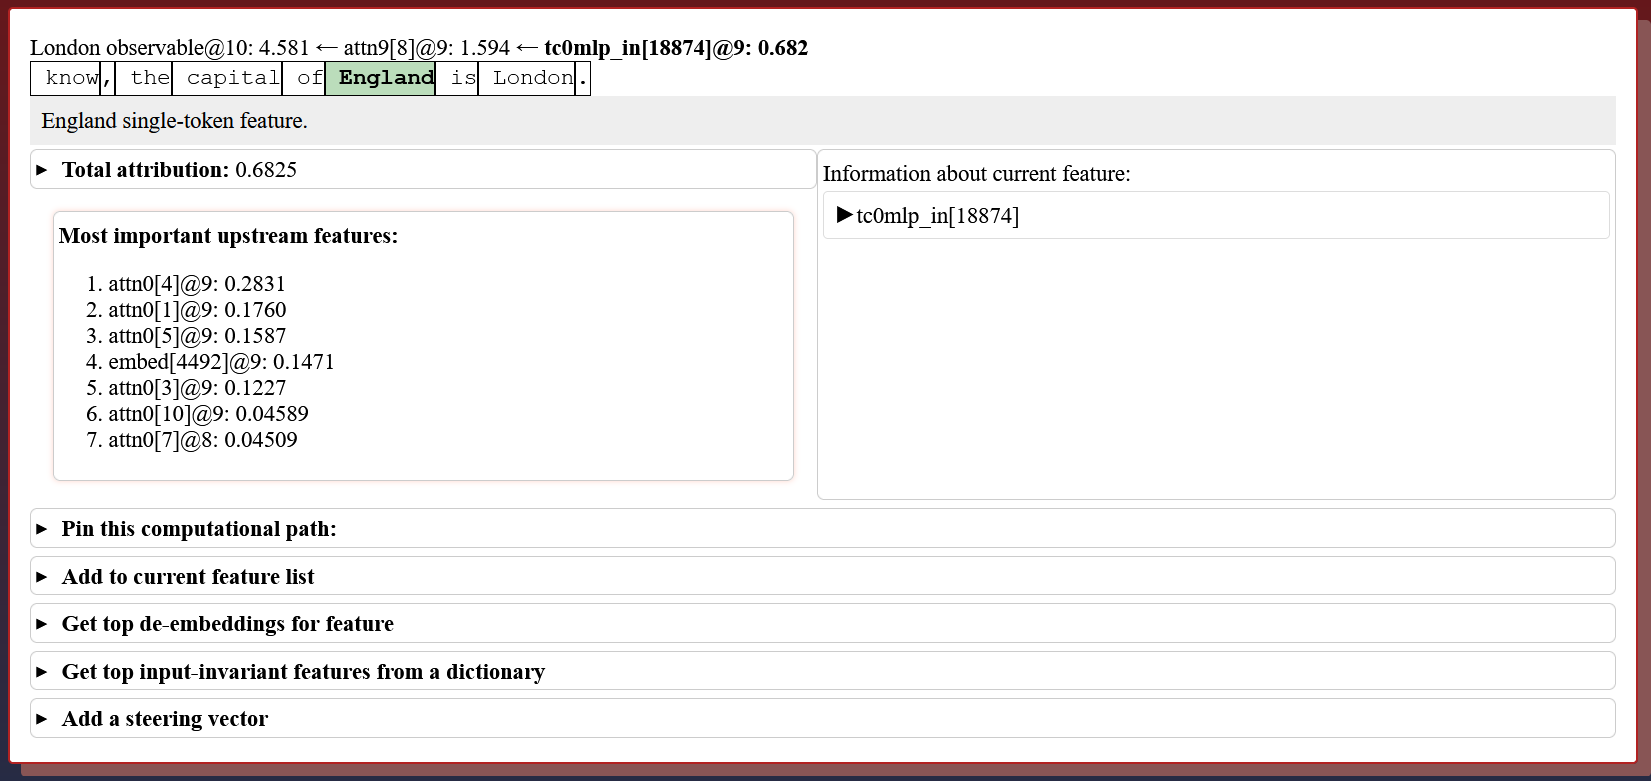 London observable@10: 4.581 ← attn9[8]@9: 1.594 ← tc0mlp_in[18874]@9: 0.682
know, the capital of England is London.
England single-token feature.
▶ Total attribution: 0.6825
Information about current feature:
▶tc0mlp_in[18874]
Most important upstream features:
1. attn0[4]@9: 0.2831
2. attn0[1]@9: 0.1760
3. attn0[5]@9: 0.1587
4. embed[4492]@9: 0.1471
5. attn0[3]@9: 0.1227
6. attn0[10]@9: 0.04589
7. attn0[7]@8: 0.04509
▶ Pin this computational path:
▶ Add to current feature list
▶ Get top de-embeddings for feature
▶ Get top input-invariant features from a dictionary
▶ Add a steering vector